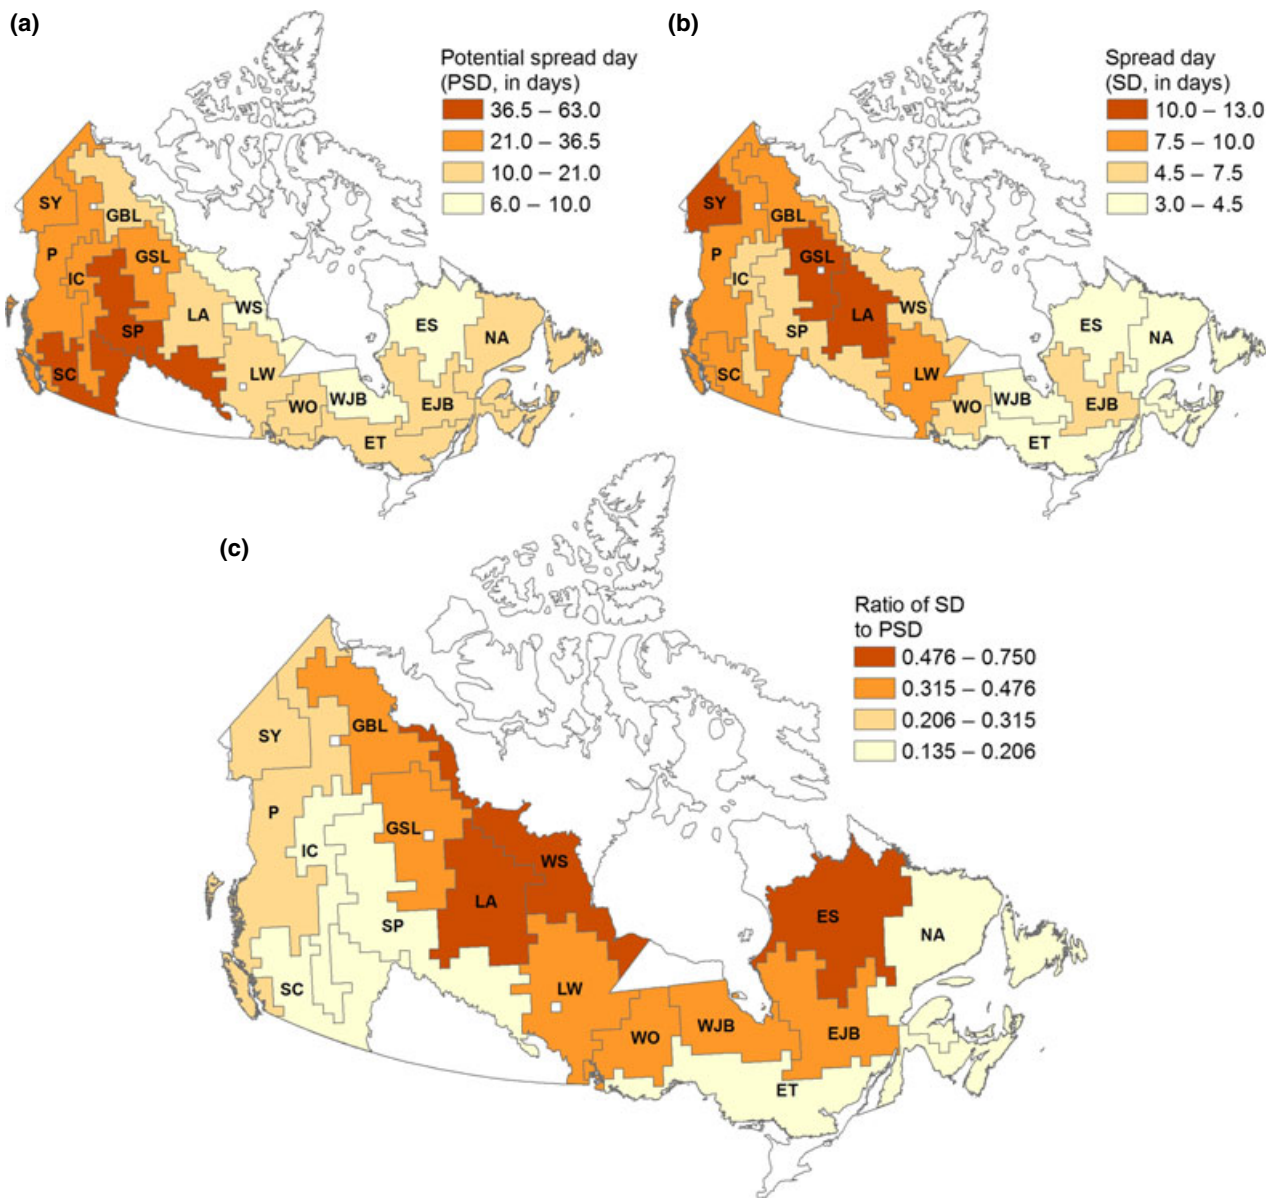 (a)
Potential spread day
(PSD, in days)
36.5 – 63.0
21.0 – 36.5
10.0 – 21.0
6.0 – 10.0
SY
GBL
P
IC
GSL
SP
LA
WS
SC
LW
WO
WJB
ES
NA
EJB
ET
(b)
Spread day
(SD, in days)
10.0 – 13.0
7.5 – 10.0
4.5 – 7.5
3.0 – 4.5
SY
GBL
P
IC
GSL
SP
LA
WS
SC
LW
WO
WJB
ES
NA
EJB
ET
(c)
Ratio of SD
to PSD
0.476 – 0.750
0.315 – 0.476
0.206 – 0.315
0.135 – 0.206
SY
GBL
P
IC
GSL
SP
LA
WS
SC
LW
WO
WJB
ES
NA
EJB
ET